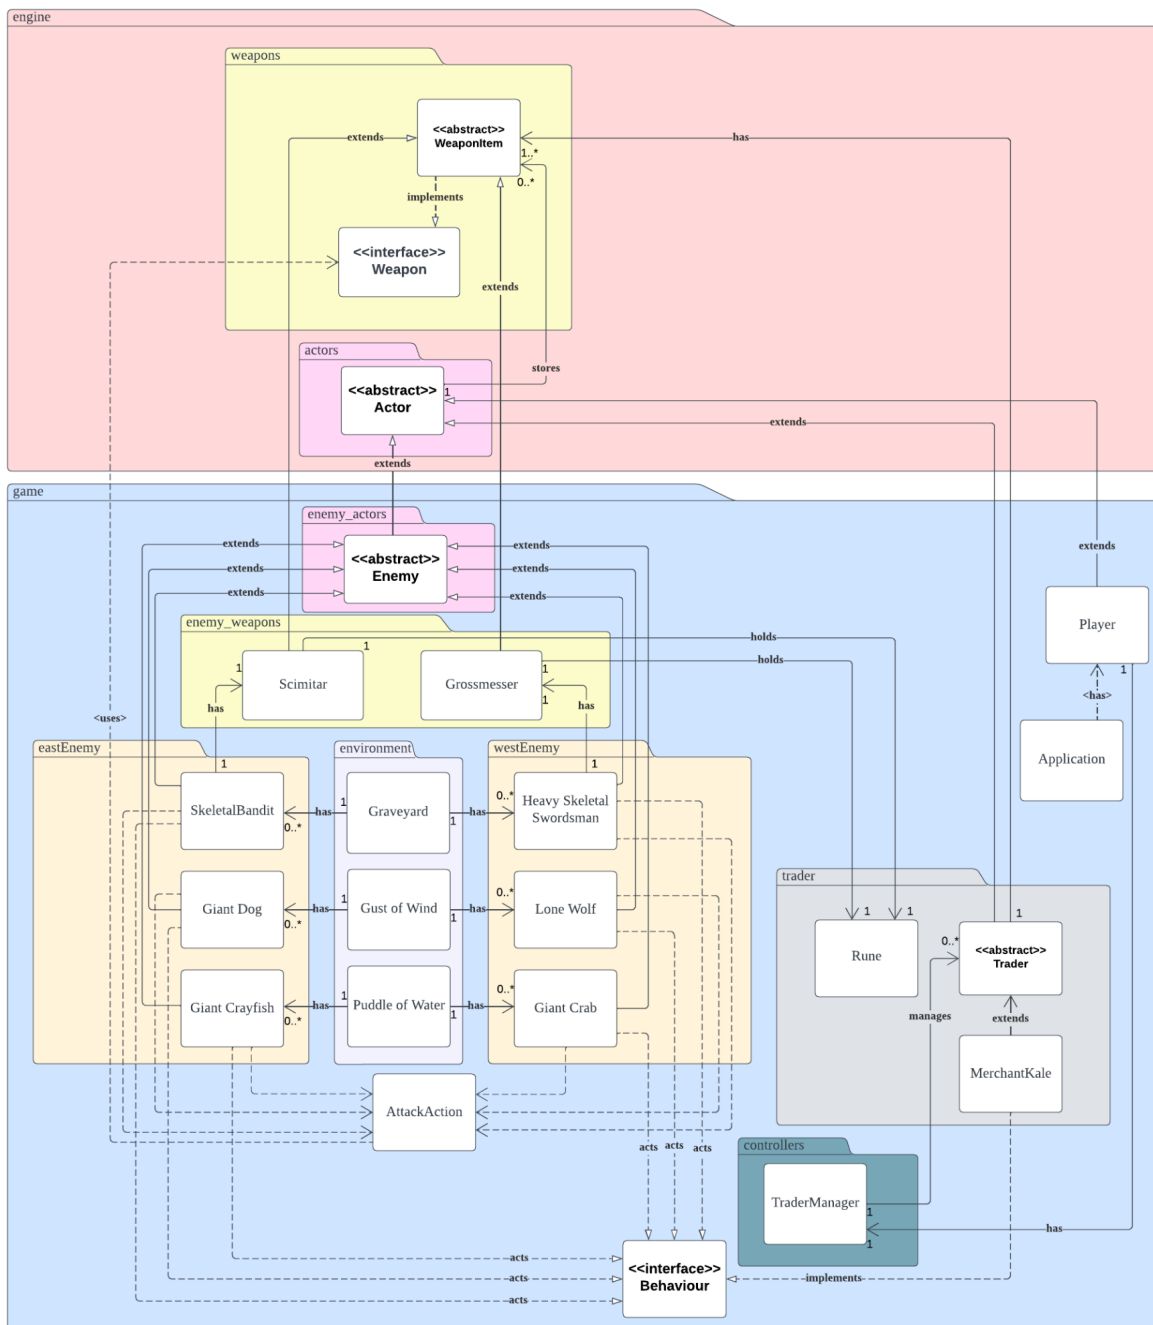 engine
weapons
<<abstract>>
WeaponItem
extends
has
1..*
0..*
implements
<<interface>>
Weapon
extends
actors
stores
<<abstract>>
Actor
1
extends
extends
game
enemy_actors
extends
extends
extends
<<abstract>>
Enemy
extends
extends
extends
extends
Player
1
enemy_weapons
holds
1
1
Scimitar
Grossmesser
1
1
holds
has
has
<has>
<uses>
Application
eastEnemy
environment
westEnemy
1
1
SkeletalBandit
0..*
has
1
Graveyard
1
has
0..*
Heavy Skeletal
Swordsman
Giant Dog
0..*
has
1
Gust of Wind
1
has
0..*
Lone Wolf
Giant Crayfish
0..*
has
1
Puddle of Water
1
has
0..*
Giant Crab
trader
1
1
1
Rune
0..*
<<abstract>>
Trader
manages
extends
MerchantKale
AttackAction
acts
acts
acts
controllers
TraderManager
1
1
has
acts
acts
acts
<<interface>>
Behaviour
implements